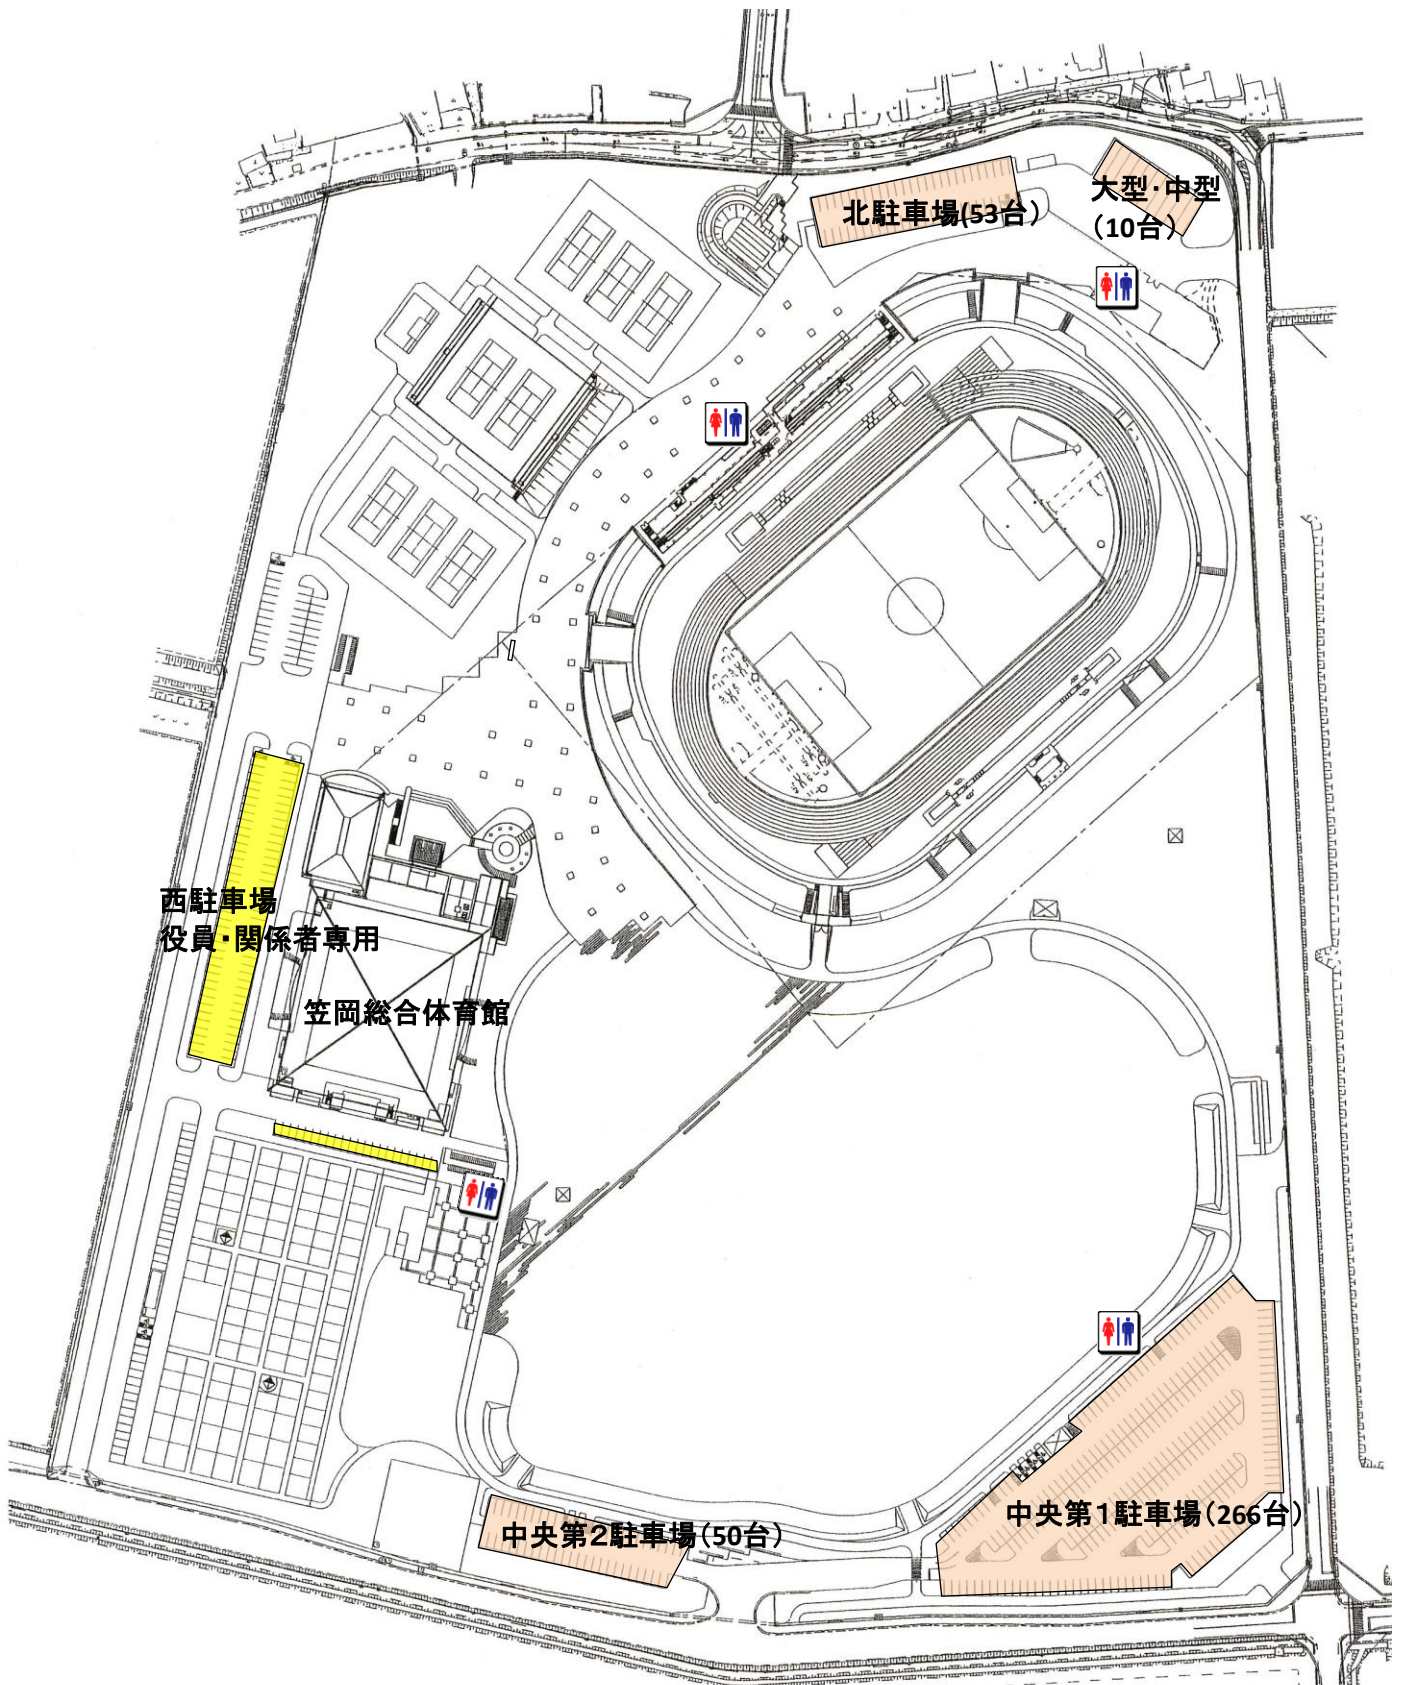 北駐車場(53台)
大型・中型
(10台)
西駐車場
役員・関係者専用
笠岡総合体育館
中央第1駐車場(266台)
中央第2駐車場(50台)